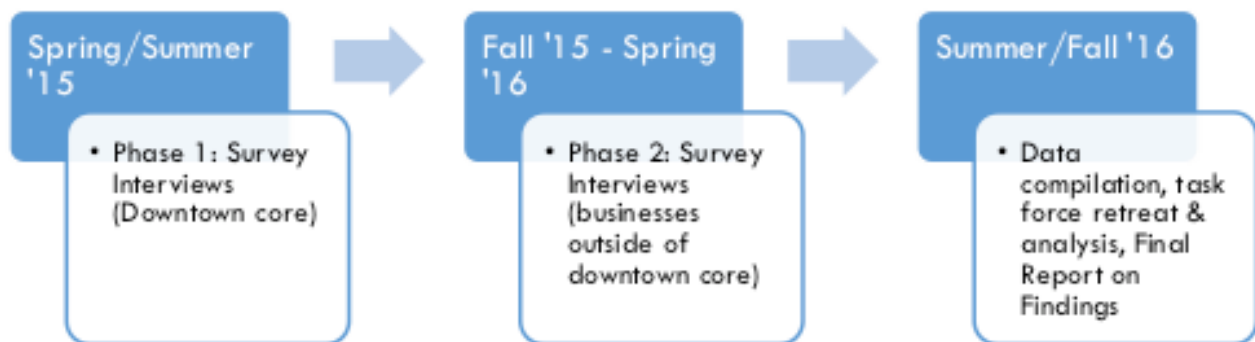 Spring/Summer
'15
• Phase 1: Survey
Interviews
(Downtown core)
Fall '15 - Spring
'16
• Phase 2: Survey
Interviews
(businesses
outside of
downtown core)
Summer/Fall '16
• Data
compilation, task
force retreat &
analysis, Final
Report on
Findings